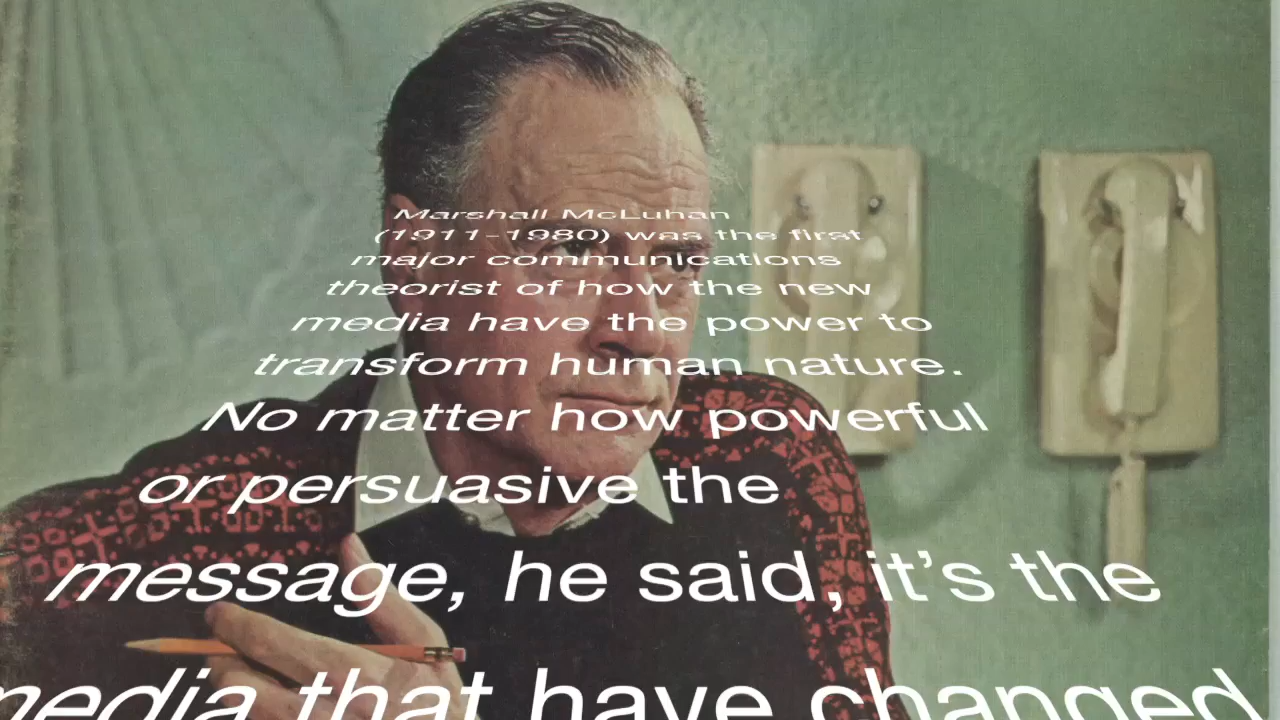 Marshall McLuhan
(1911-1980) was the first
major communications
theorist of how the new
media have the power to
transform human nature.
No matter how powerful
or persuasive the
message, he said, it's the
media that have changed